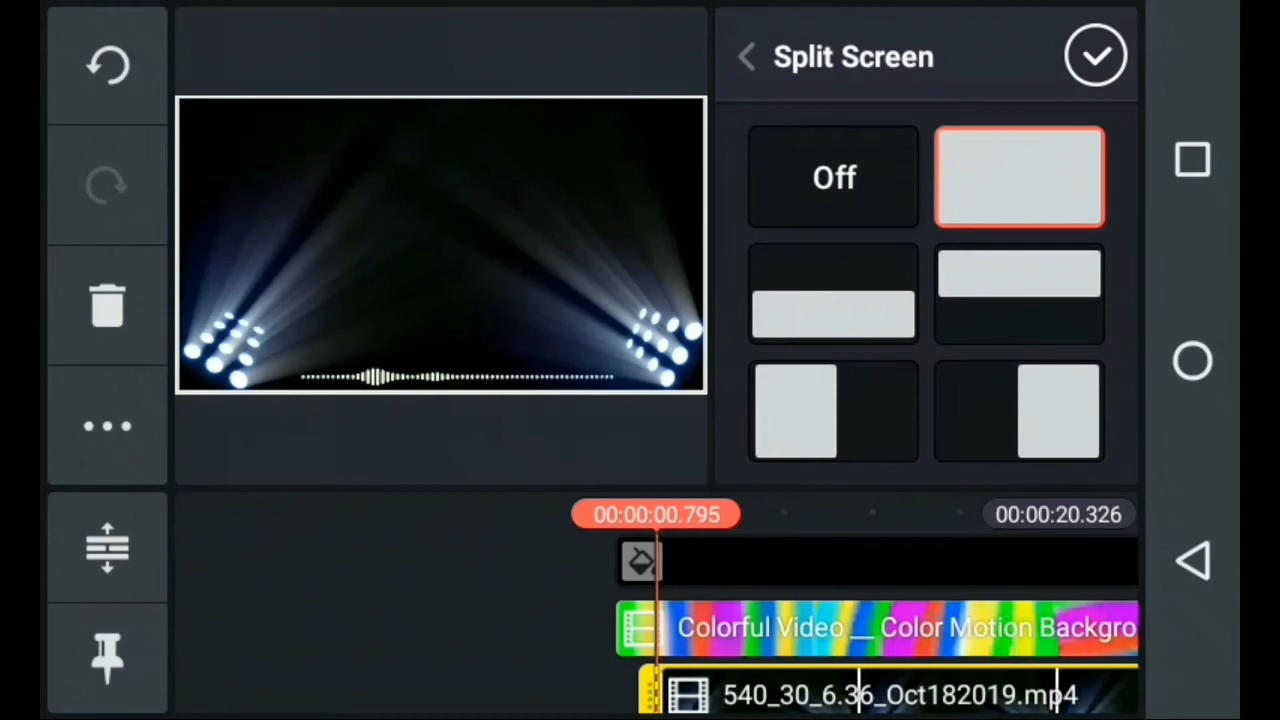 Split Screen
Off
00:00:00.795
00:00:20.326
Colorful Video __ Color Motion Backgro
540_30_6.36_Oct182019.mp4